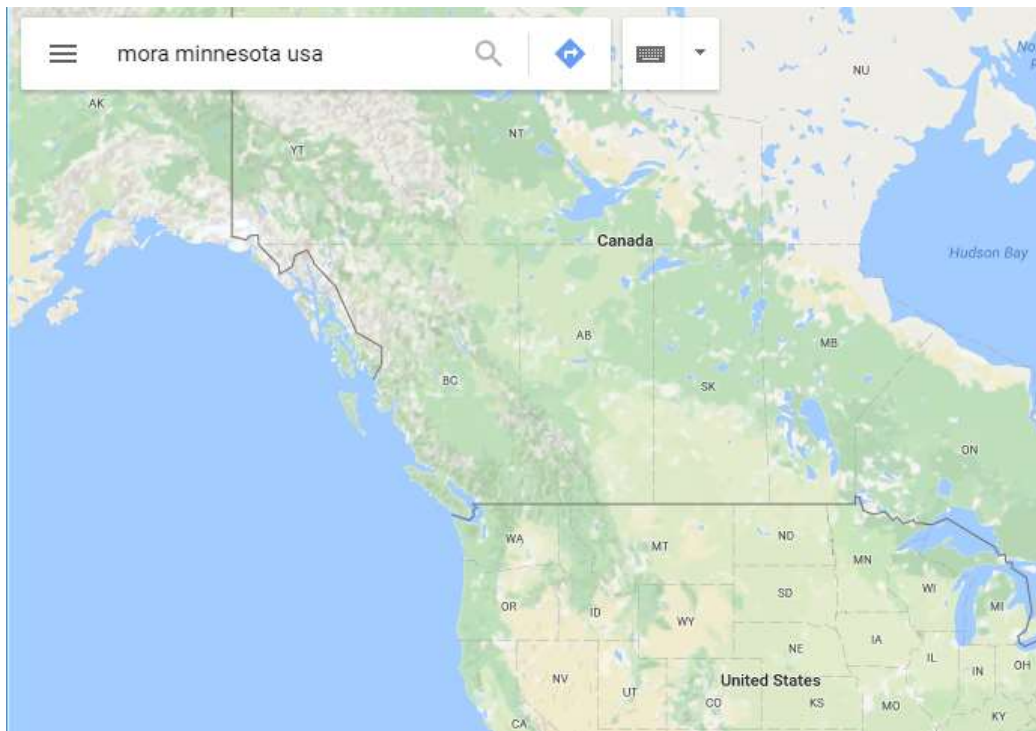 mora minnesota usa
NU
AK
NT
YT
Canada
Hudson Bay
AB
MB
BC
SK
ON
WA
MT
ND
MN
OR
ID
SD
WI
MI
WY
IA
NE
IL
OH
IN
United States
NV
UT
CO
KS
MO
KY
CA